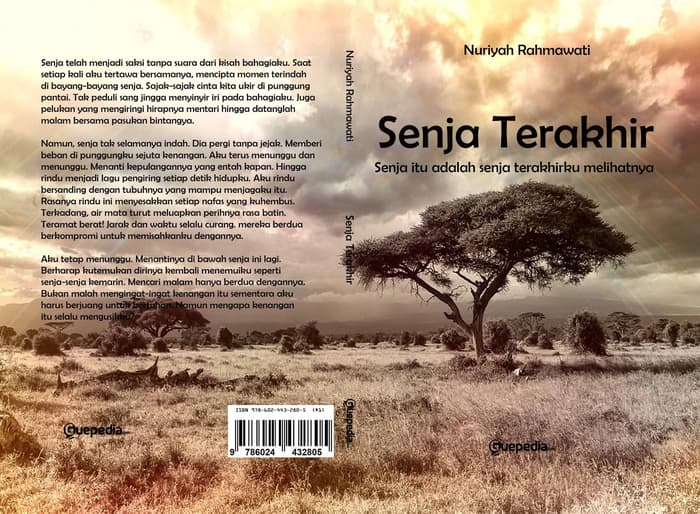 Senja telah menjadi saksi tanpa suara dari kisah bahagiaku. Saat
setiap kali aku tertawa bersamanya, mencipta momen terindah
di bayang-bayang senja. Sajak-sajak cinta kita ukir di punggung
pantai. Tak peduli sang jingga menyinyir iri pada bahagiaku. Juga
pelukan yang mengiringi hirapnya mentari hingga datanglah
malam bersama pasukan bintangya.
Namun, senja tak selamanya indah. Dia pergi tanpa jejak. Memberi
beban di punggungku sejuta kenangan. Aku terus menunggu dan
menunggu. Menanti kepulangannya yang entah kapan. Hingga
rindu menjadi lagu pengiring setiap detik hidupku. Aku rindu
bersanding dengan tubuhnya yang mampu menjagaku itu.
Rasanya rindu ini menyesakkan setiap nafas yang kuhembus.
Terkadang, air mata turut meluapkan perihnya rasa batin.
Teramat berat! Jarak dan waktu selalu curang. mereka berdua
berkompromi untuk memisahkanku dengannya.
Aku tetap menunggu. Menantinya di bawah senja ini lagi.
Berharap kutemukan dirinya kembali menemuiku seperti
senja-senja kemarin. Mencari malam hanya berdua dengannya.
Bukan malah mengingat-ingat kenangan itu sementara aku
harus berjuang untuk bertahan. Namun mengapa kenangan
itu selalu mengusikku?
Guepedia
ISBN 978-602-443-280-5
9 786024 432805
Nuriyah Rahmawati
Senja Terakhir
Guepedia
Nuriyah Rahmawati
Senja Terakhir
Senja itu adalah senja terakhirku melihatnya
Guepedia